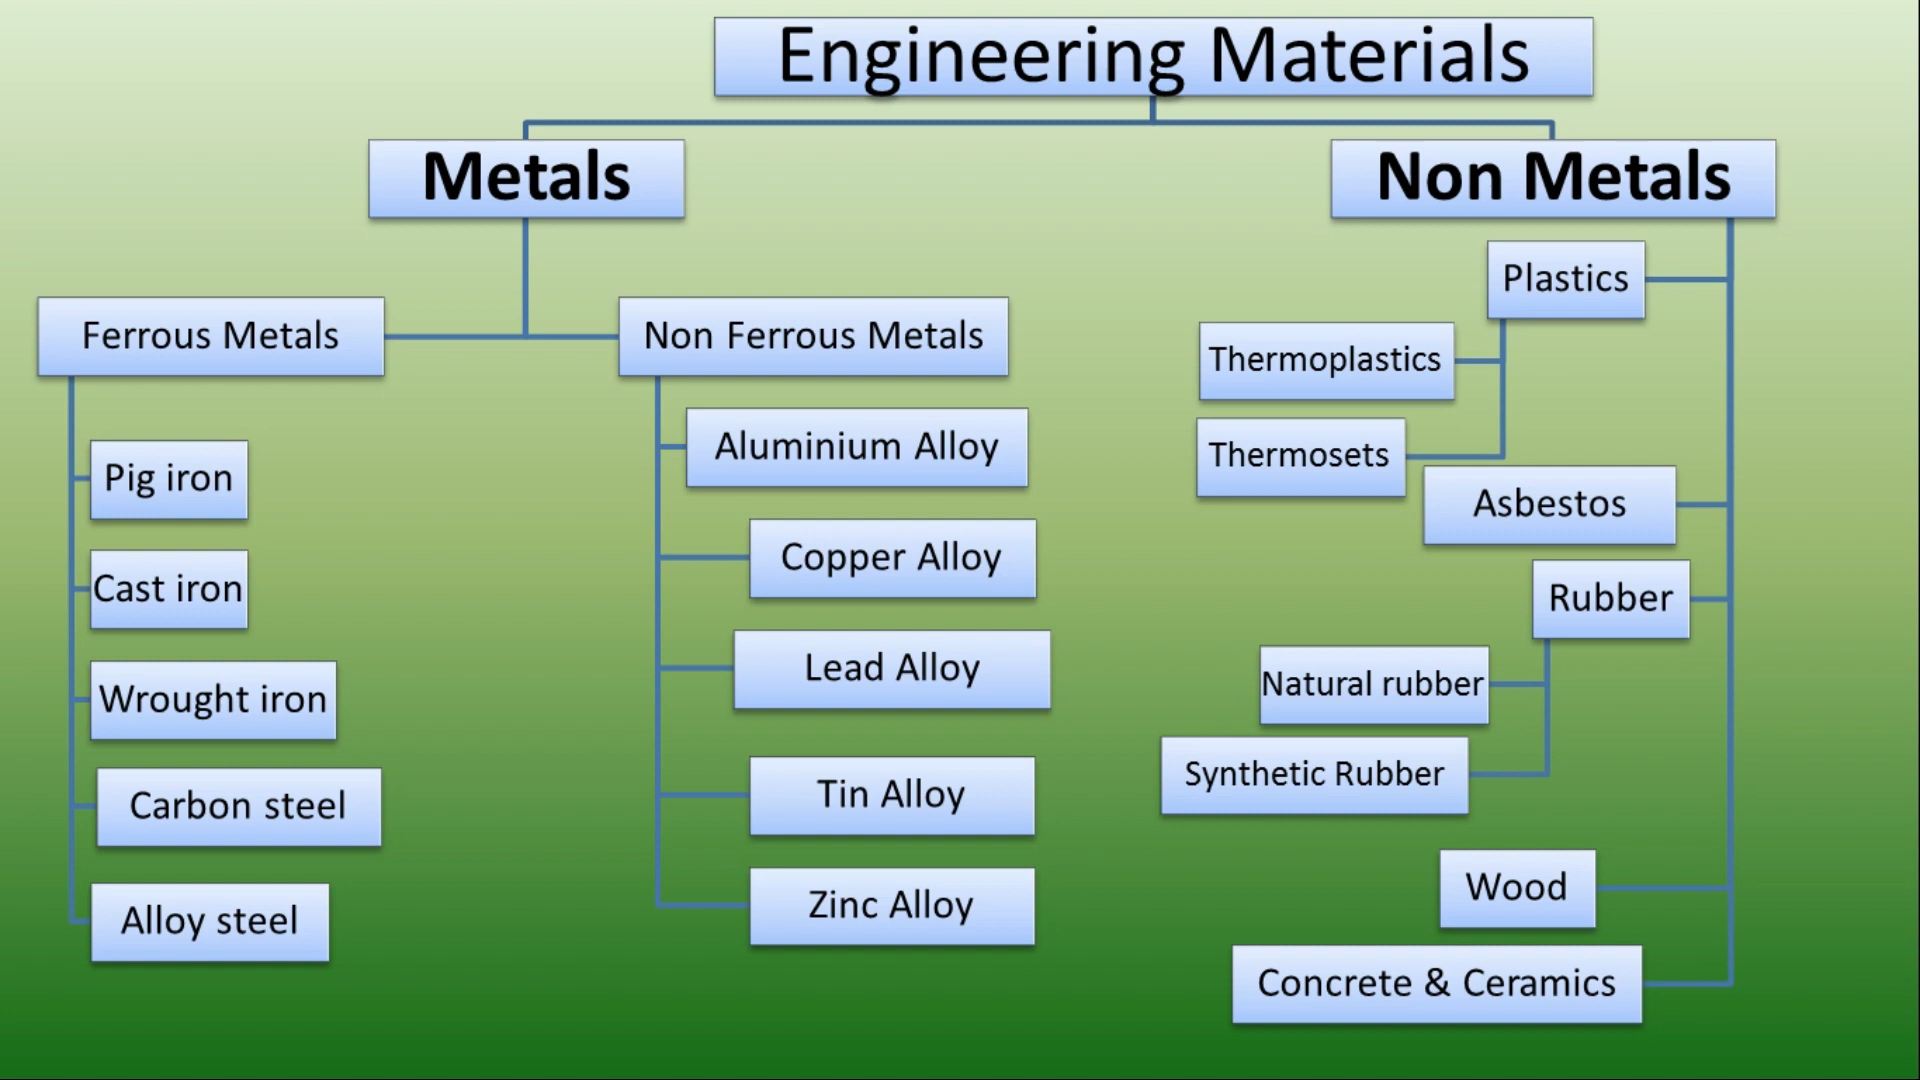 Engineering Materials
Metals
Non Metals
Ferrous Metals
Non Ferrous Metals
Pig iron
Cast iron
Wrought iron
Carbon steel
Alloy steel
Aluminium Alloy
Copper Alloy
Lead Alloy
Tin Alloy
Zinc Alloy
Plastics
Thermoplastics
Thermosets
Asbestos
Rubber
Natural rubber
Synthetic Rubber
Wood
Concrete & Ceramics